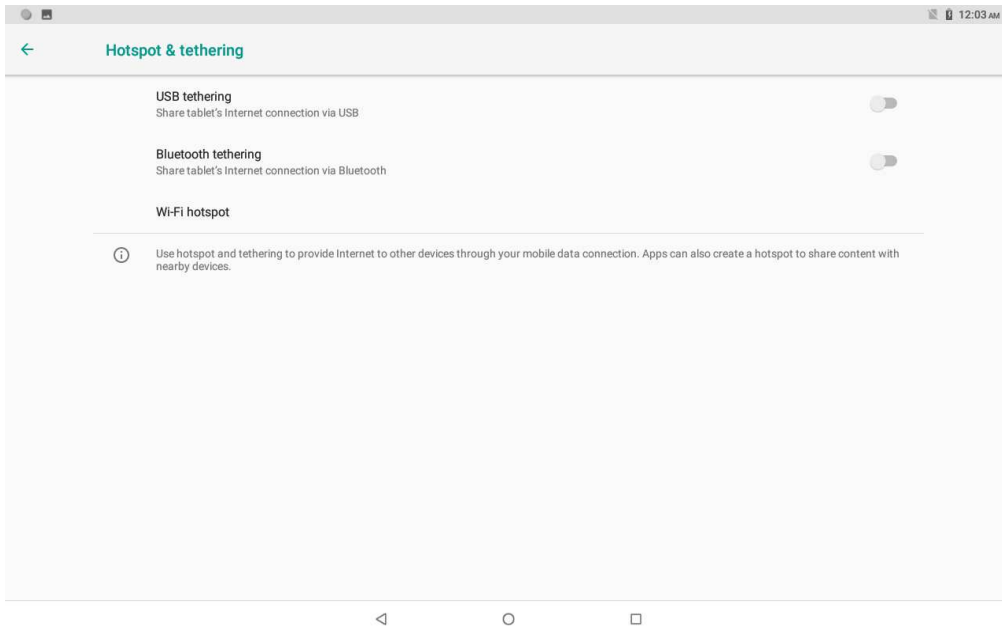 12:03 AM
Hotspot & tethering
USB tethering
Share tablet's Internet connection via USB
Bluetooth tethering
Share tablet's Internet connection via Bluetooth
Wi-Fi hotspot
Use hotspot and tethering to provide Internet to other devices through your mobile data connection. Apps can also create a hotspot to share content with
nearby devices.